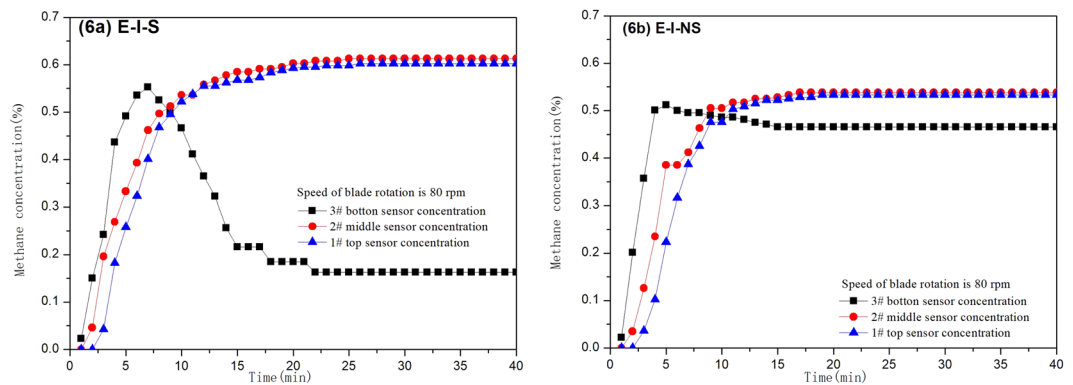 (6a) E-I-S
0.7
0.6
0.5
0.4
0.3
0.2
0.1
0.0
Methane concentration(%)
Speed of blade rotation is 80 rpm
3# botton sensor concentration
2# middle sensor concentration
1# top sensor concentration
0 5 10 15 20 25 30 35 40
Time(min)
(6b) E-I-NS
0.7
0.6
0.5
0.4
0.3
0.2
0.1
0.0
Methane concentration(%)
Speed of blade rotation is 80 rpm
3# botton sensor concentration
2# middle sensor concentration
1# top sensor concentration
0 5 10 15 20 25 30 35 40
Time(min)